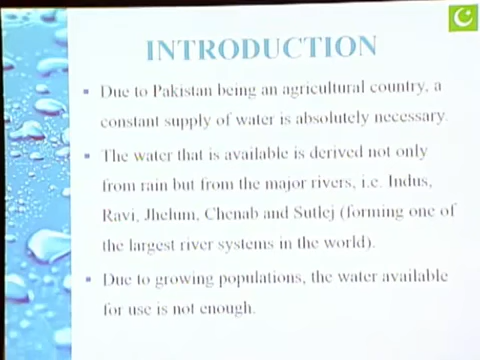 INTRODUCTION
Due to Pakistan being an agricultural country, a
constant supply of water is absolutely necessary.
The water that is available is derived not only
from rain but from the major rivers, i.e. Indus,
Ravi, Jhelum, Chenab and Sutlej (forming one of
the largest river systems in the world).
Due to growing populations, the water available
for use is not enough.